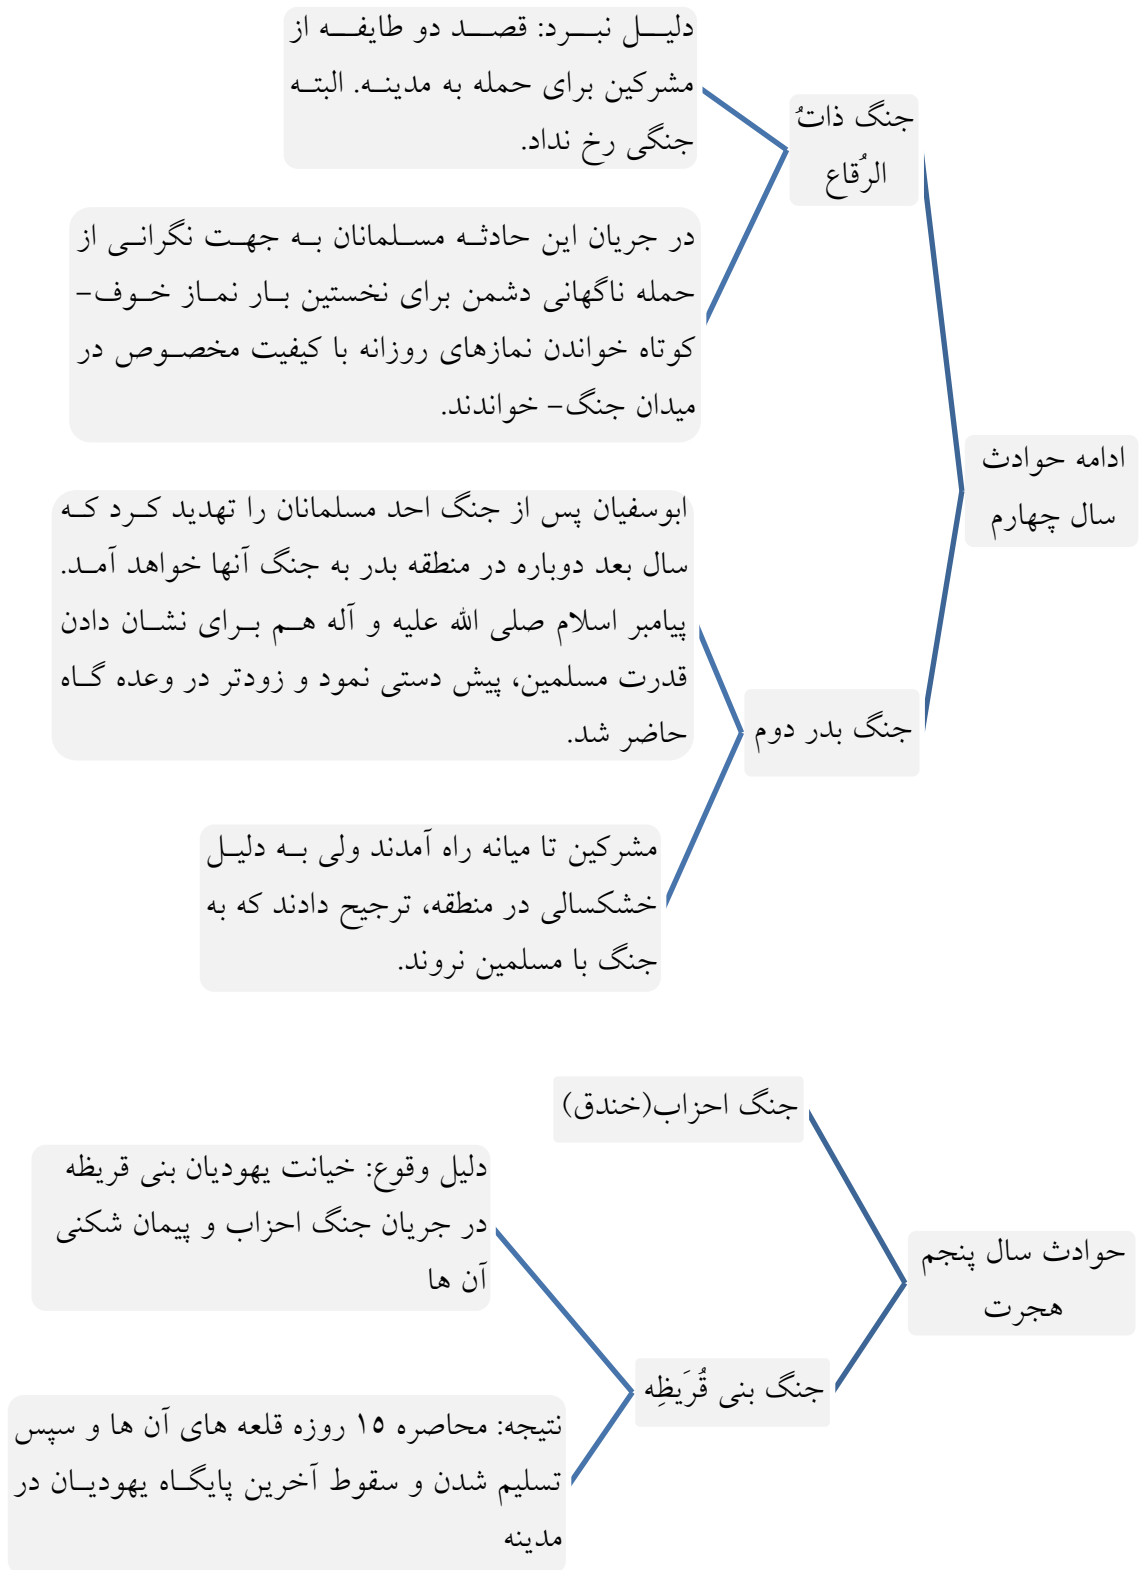 ادامه حوادث
سال چهارم
جنگ ذاتُ
الرُقاع
دلیل نبرد: قصد دو طایفه از
مشرکین برای حمله به مدینه. البته
جنگی رخ نداد.
در جریان این حادثه مسلمانان به جهت نگرانی از
حمله ناگهانی دشمن برای نخستین بار نماز خوف-
کوتاه خواندن نمازهای روزانه با کیفیت مخصوص در
میدان جنگ- خواندند.
جنگ بدر دوم
ابوسفیان پس از جنگ احد مسلمانان را تهدید کرد که
سال بعد دوباره در منطقه بدر به جنگ آنها خواهد آمد.
پیامبر اسلام صلی الله علیه و آله هم برای نشان دادن
قدرت مسلمین، پیش دستی نمود و زودتر در وعده گاه
حاضر شد.
مشرکین تا میانه راه آمدند ولی به دلیل
خشکسالی در منطقه، ترجیح دادند که به
جنگ با مسلمین نروند.
حوادث سال پنجم
هجرت
جنگ احزاب(خندق)
جنگ بنی قُرَیظِه
دلیل وقوع: خیانت یهودیان بنی قریظه
در جریان جنگ احزاب و پیمان شکنی
آن ها
نتیجه: محاصره ۱۵ روزه قلعه های آن ها و سپس
تسلیم شدن و سقوط آخرین پایگاه یهودیان در
مدینه